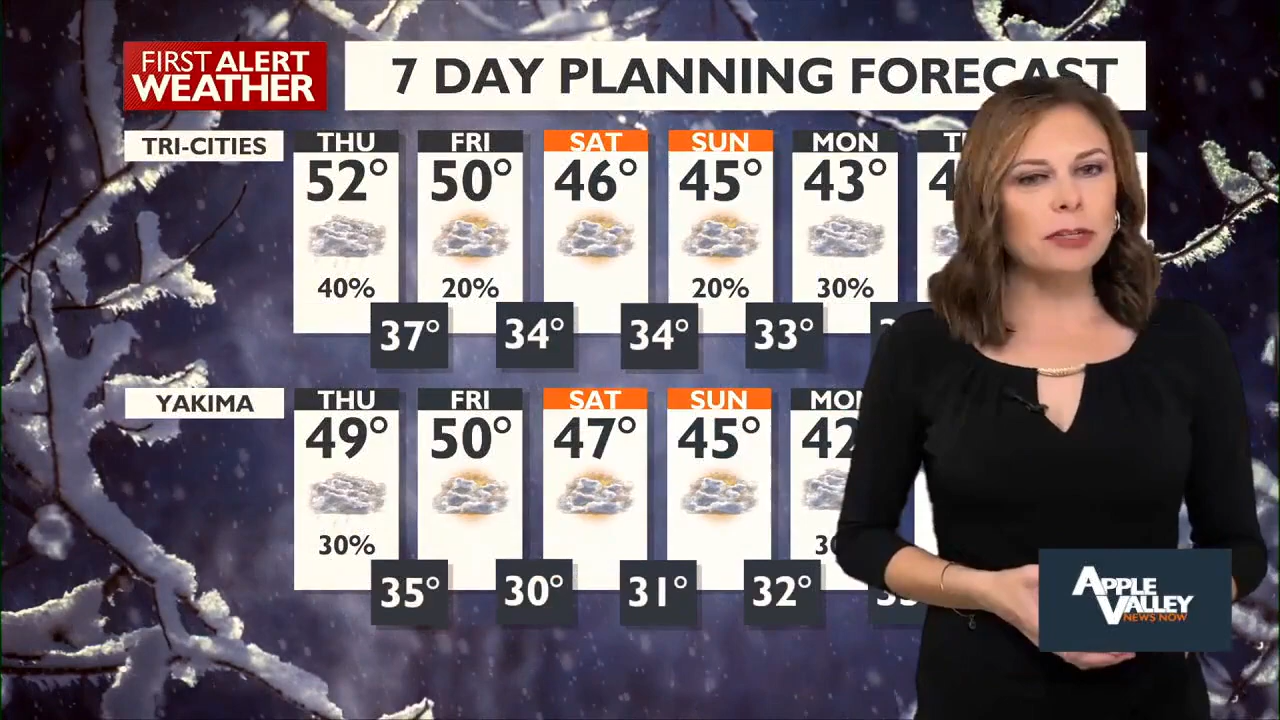 FIRST ALERT
WEATHER
7 DAY PLANNING FORECAST
TRI-CITIES
THU FRI SAT SUN MON
52° 50° 46° 45° 43°
40% 20% 20% 30%
37° 34° 34° 33°
YAKIMA
THU FRI SAT SUN MON
49° 50° 47° 45° 42
30%
35° 30° 31° 32°
APPLE
VALLEY
NEWS NOW